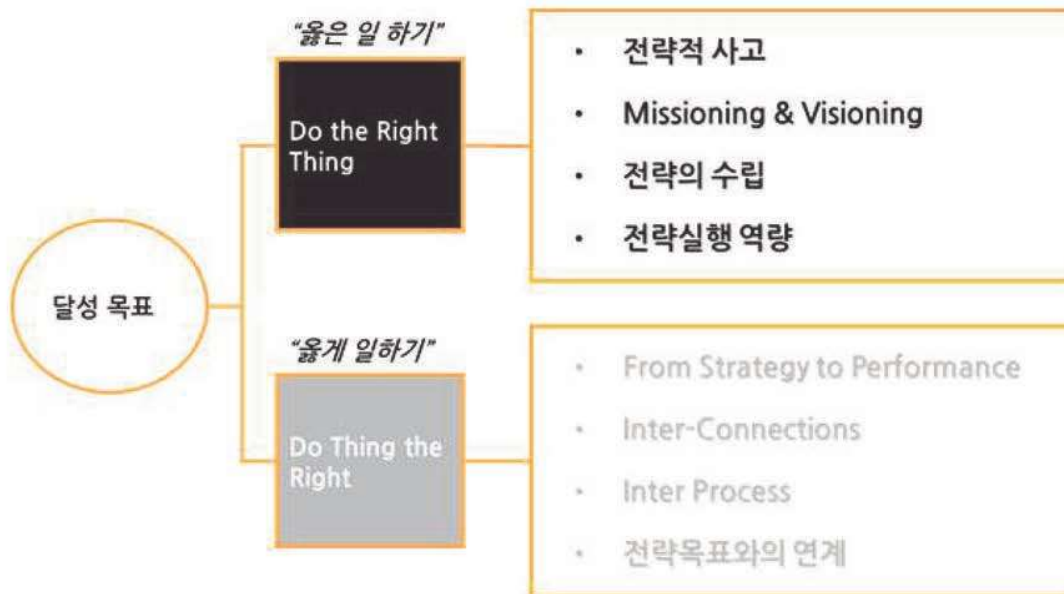 "옳은 일 하기"
Do the Right
Thing
• 전략적 사고
• Missioning & Visioning
• 전략의 수립
• 전략실행 역량
달성 목표
"옳게 일하기"
Do Thing the
Right
• From Strategy to Performance
• Inter-Connections
• Inter Process
• 전략목표와의 연계